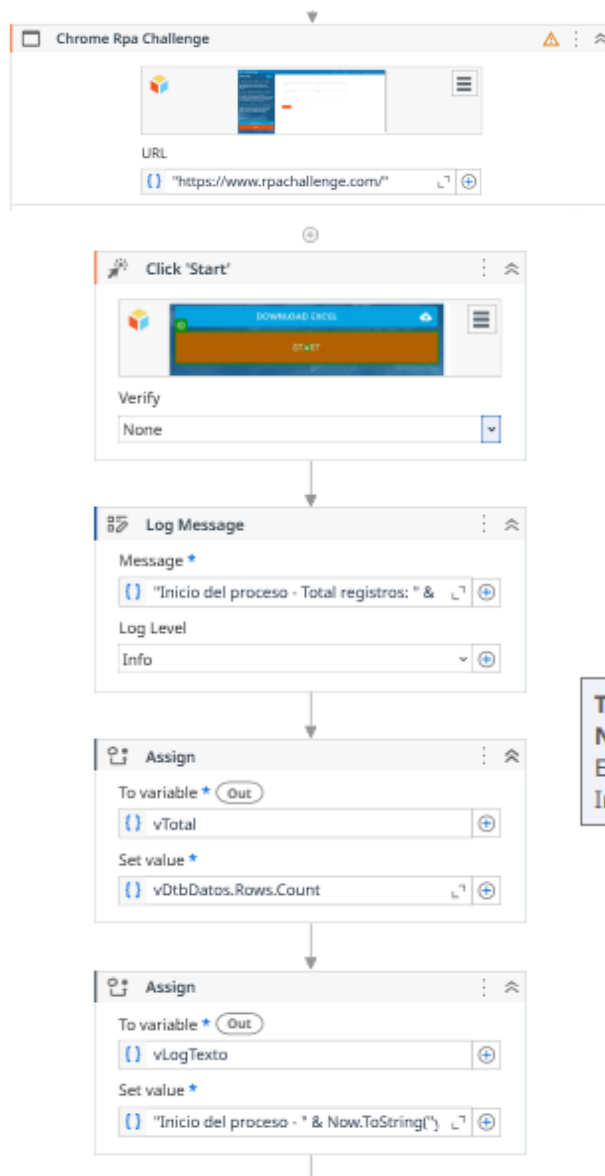 Chrome Rpa Challenge
URL
"https://www.rpachallenge.com/"
Click 'Start'
DOWNLOAD EXCEL
START
Verify
None
Log Message
Message *
"Inicio del proceso - Total registros: " &
Log Level
Info
Assign
To variable * Out
vTotal
Set value *
vDtbDatos.Rows.Count
Assign
To variable * Out
vLogTexto
Set value *
"Inicio del proceso - " & Now.ToString("y